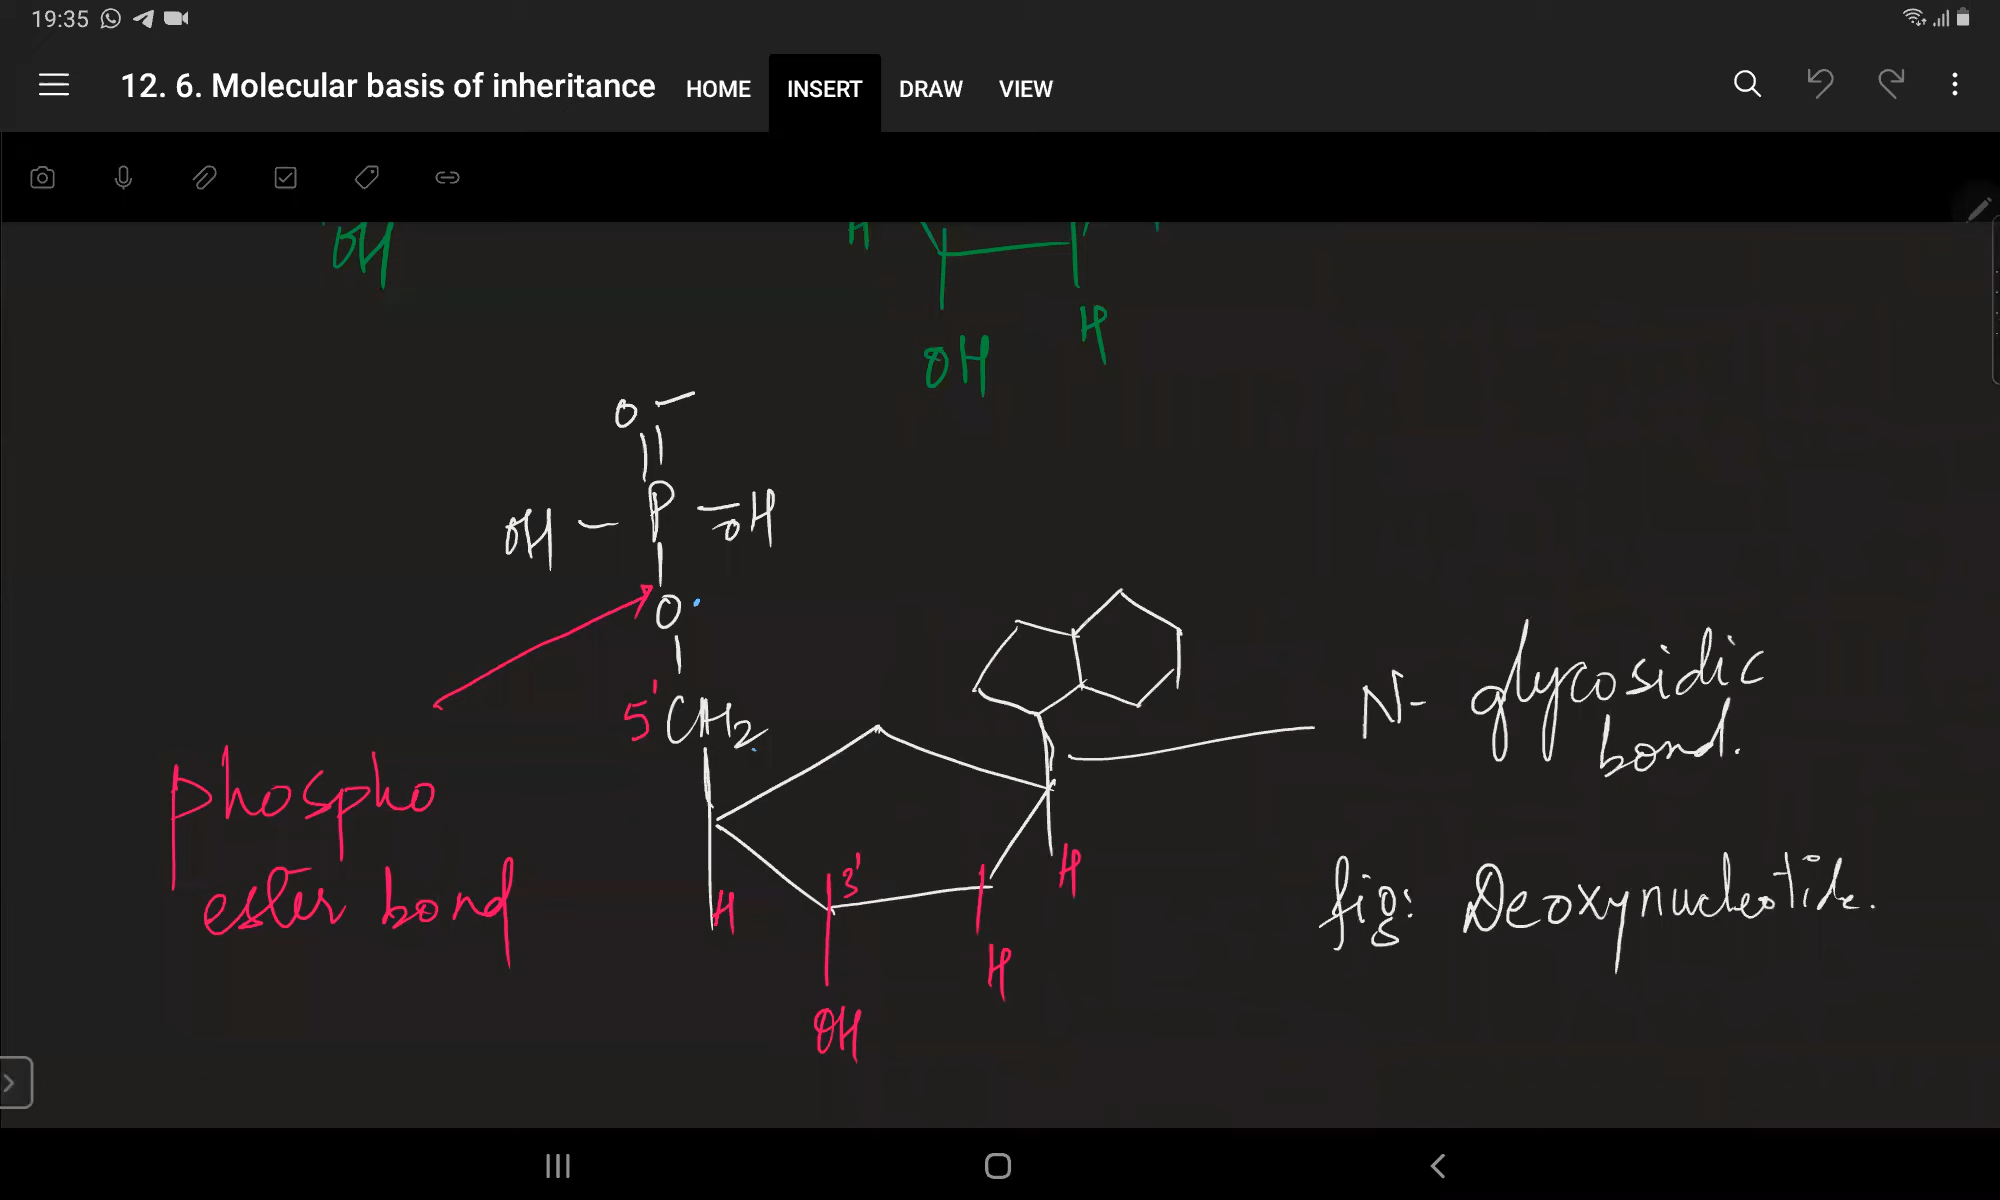 19:35
12. 6. Molecular basis of inheritance HOME INSERT DRAW VIEW
OH
H
H
OH
O
OH P OH
O
5' CH2
N- glycosidic
bond.
phospho
ester bond
H
3'
H
H
OH
fig: Deoxynucleotide.